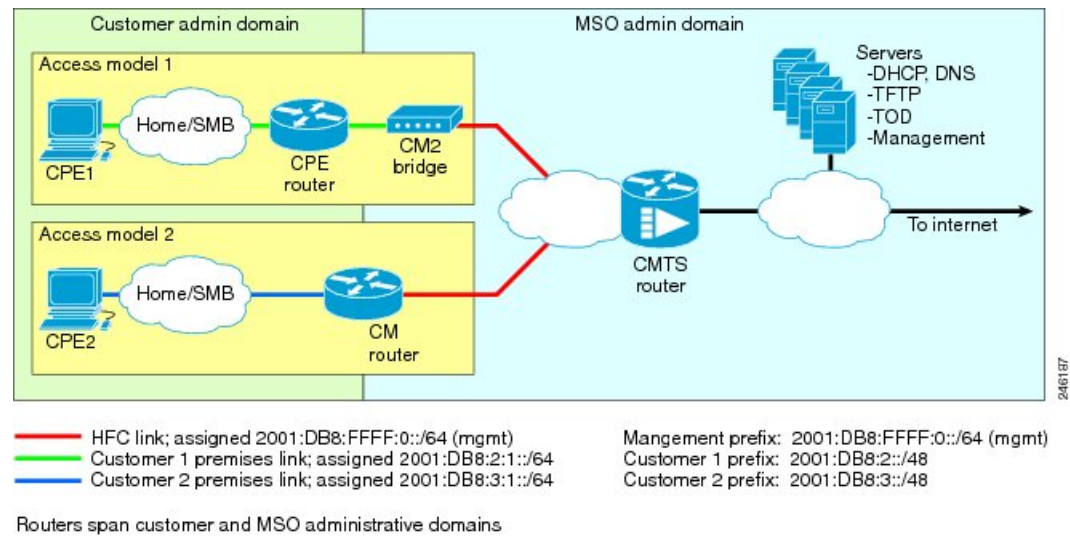 Customer admin domain
MSO admin domain
Access model 1
Home/SMB
CPE1
CPE
router
CM2
bridge
Servers
-DHCP, DNS
-TFTP
-TOD
-Management
To internet
CMTS
router
Access model 2
Home/SMB
CPE2
CM
router
246187
HFC link; assigned 2001:DB8:FFFF:0::/64 (mgmt)
Customer 1 premises link; assigned 2001:DB8:2:1::/64
Customer 2 premises link; assigned 2001:DB8:3:1::/64
Mangement prefix: 2001:DB8:FFFF:0::/64 (mgmt)
Customer 1 prefix: 2001:DB8:2::/48
Customer 2 prefix: 2001:DB8:3::/48
Routers span customer and MSO administrative domains